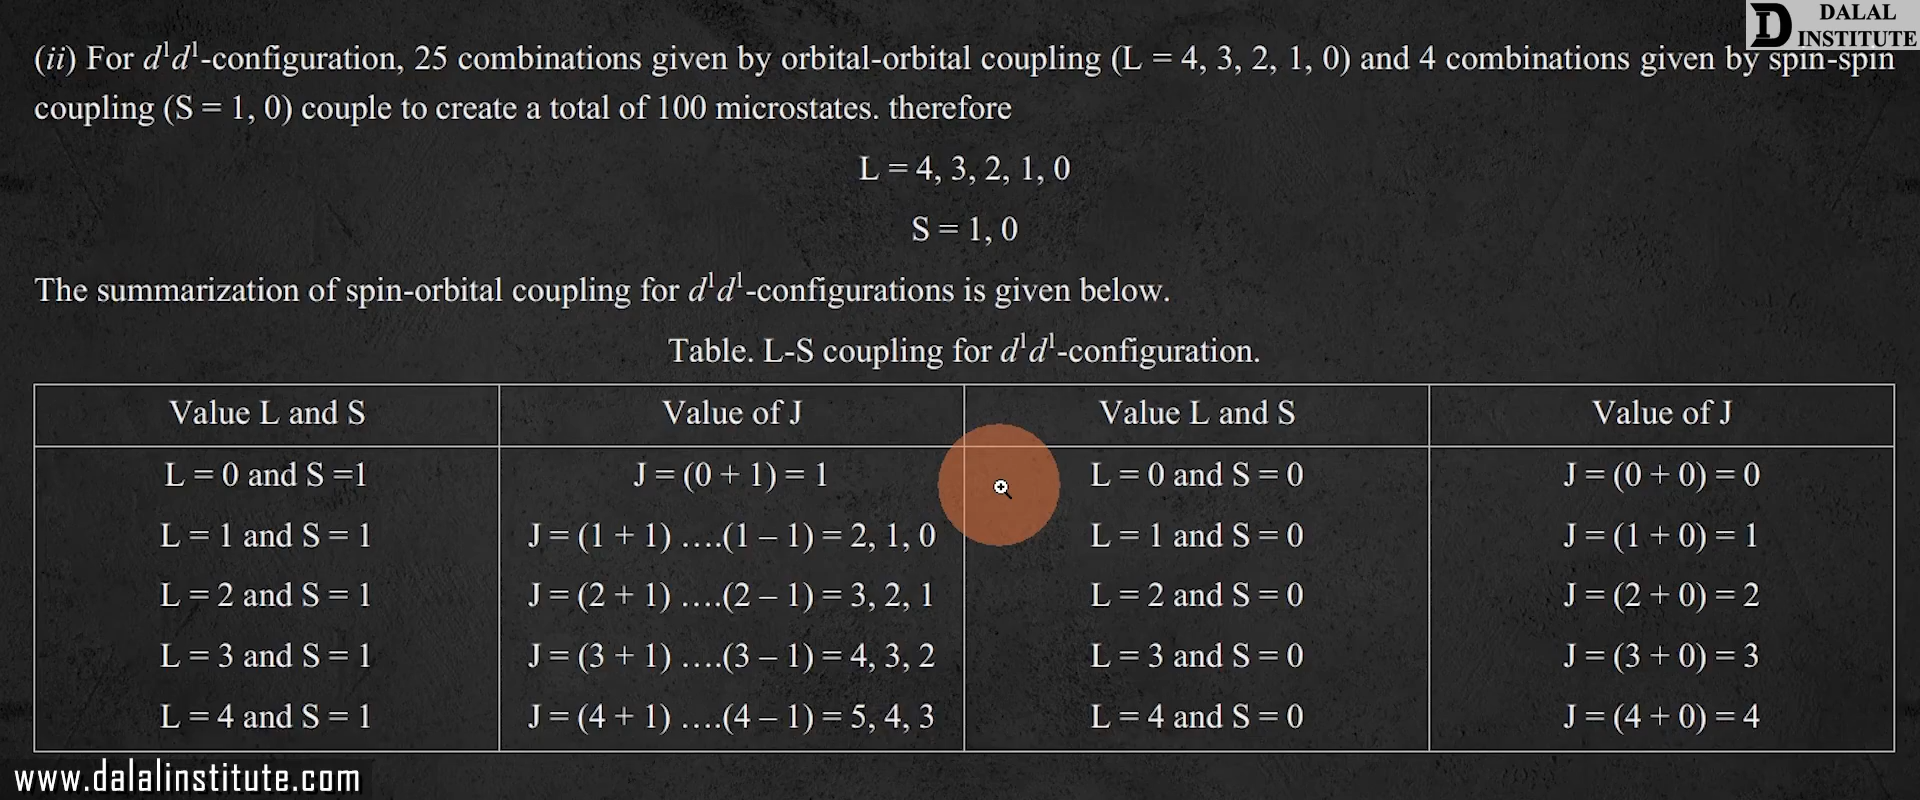 DALAL
INSTITUTE
(ii) For d¹d¹-configuration, 25 combinations given by orbital-orbital coupling (L = 4, 3, 2, 1, 0) and 4 combinations given by spin-spin
coupling (S = 1, 0) couple to create a total of 100 microstates. therefore
L = 4, 3, 2, 1, 0
S = 1, 0
The summarization of spin-orbital coupling for d¹d¹-configurations is given below.
Table. L-S coupling for d¹d¹-configuration.
Value L and S Value of J Value L and S Value of J
L = 0 and S =1 J = (0 + 1) = 1 L = 0 and S = 0 J = (0 + 0) = 0
L = 1 and S = 1 J = (1 + 1) ….(1 – 1) = 2, 1, 0 L = 1 and S = 0 J = (1 + 0) = 1
L = 2 and S = 1 J = (2 + 1) ….(2 – 1) = 3, 2, 1 L = 2 and S = 0 J = (2 + 0) = 2
L = 3 and S = 1 J = (3 + 1) ….(3 – 1) = 4, 3, 2 L = 3 and S = 0 J = (3 + 0) = 3
L = 4 and S = 1 J = (4 + 1) ….(4 – 1) = 5, 4, 3 L = 4 and S = 0 J = (4 + 0) = 4
www.dalalinstitute.com